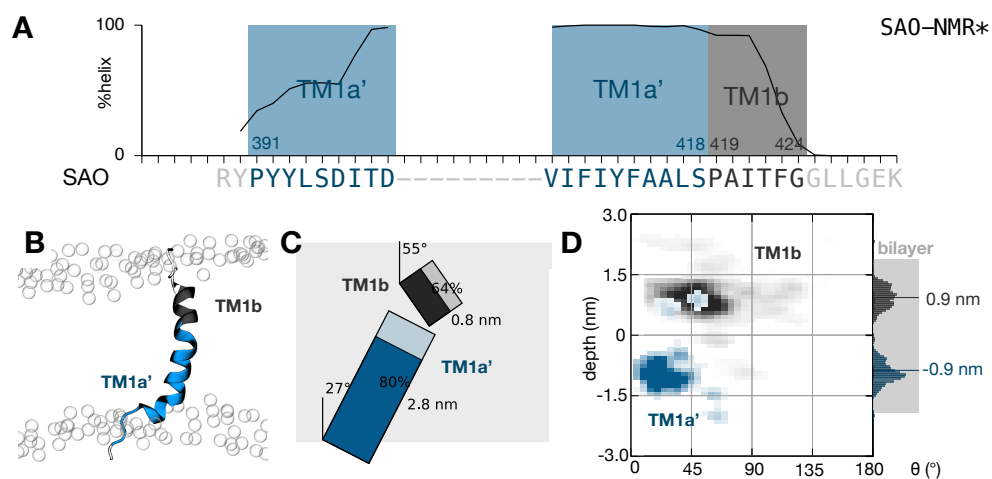 A
SAO–NMR*
100
%helix
0
TM1a’
TM1a’
TM1b
391
418
419
424
SAO
RYPYYLSDITD–––––––––VIFIYFAALSPAITFGGLLGEK
B
TM1b
TM1a’
C
55°
TM1b
64%
0.8 nm
TM1a’
27°
80%
2.8 nm
D
3.0
1.5
0
-1.5
-3.0
depth (nm)
TM1b
TM1a’
bilayer
0.9 nm
-0.9 nm
0
45
90
135
180
θ (°)